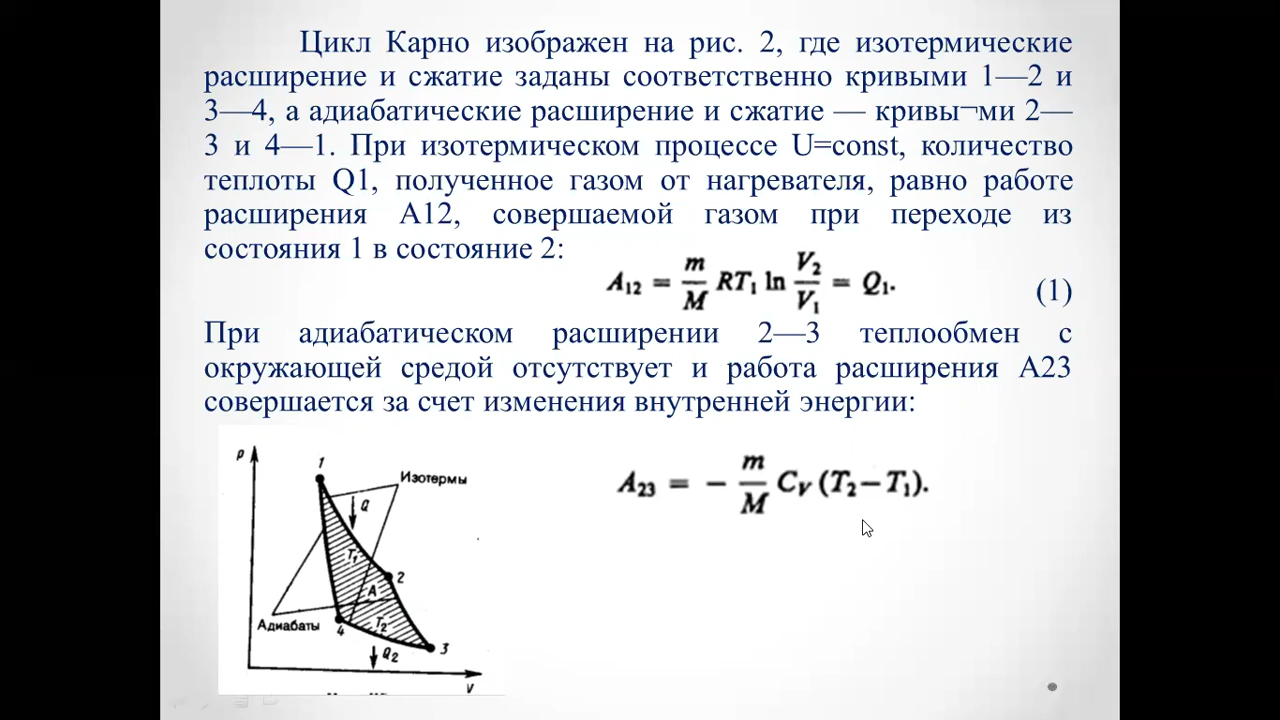 Цикл Карно изображен на рис. 2, где изотермические
расширение и сжатие заданы соответственно кривыми 1—2 и
3—4, а адиабатические расширение и сжатие — кривы¬ми 2—
3 и 4—1. При изотермическом процессе U=const, количество
теплоты Q1, полученное газом от нагревателя, равно работе
расширения А12, совершаемой газом при переходе из
состояния 1 в состояние 2:
A₁₂ = m/M RT₁ ln V₂/V₁ = Q₁.
(1)
При адиабатическом расширении 2—3 теплообмен с
окружающей средой отсутствует и работа расширения А23
совершается за счет изменения внутренней энергии:
A₂₃ = − m/M C_V (T₂−T₁).
p
1
Изотермы
Q
T₁
2
A
Адиабаты
4
T₂
3
Q₂
V